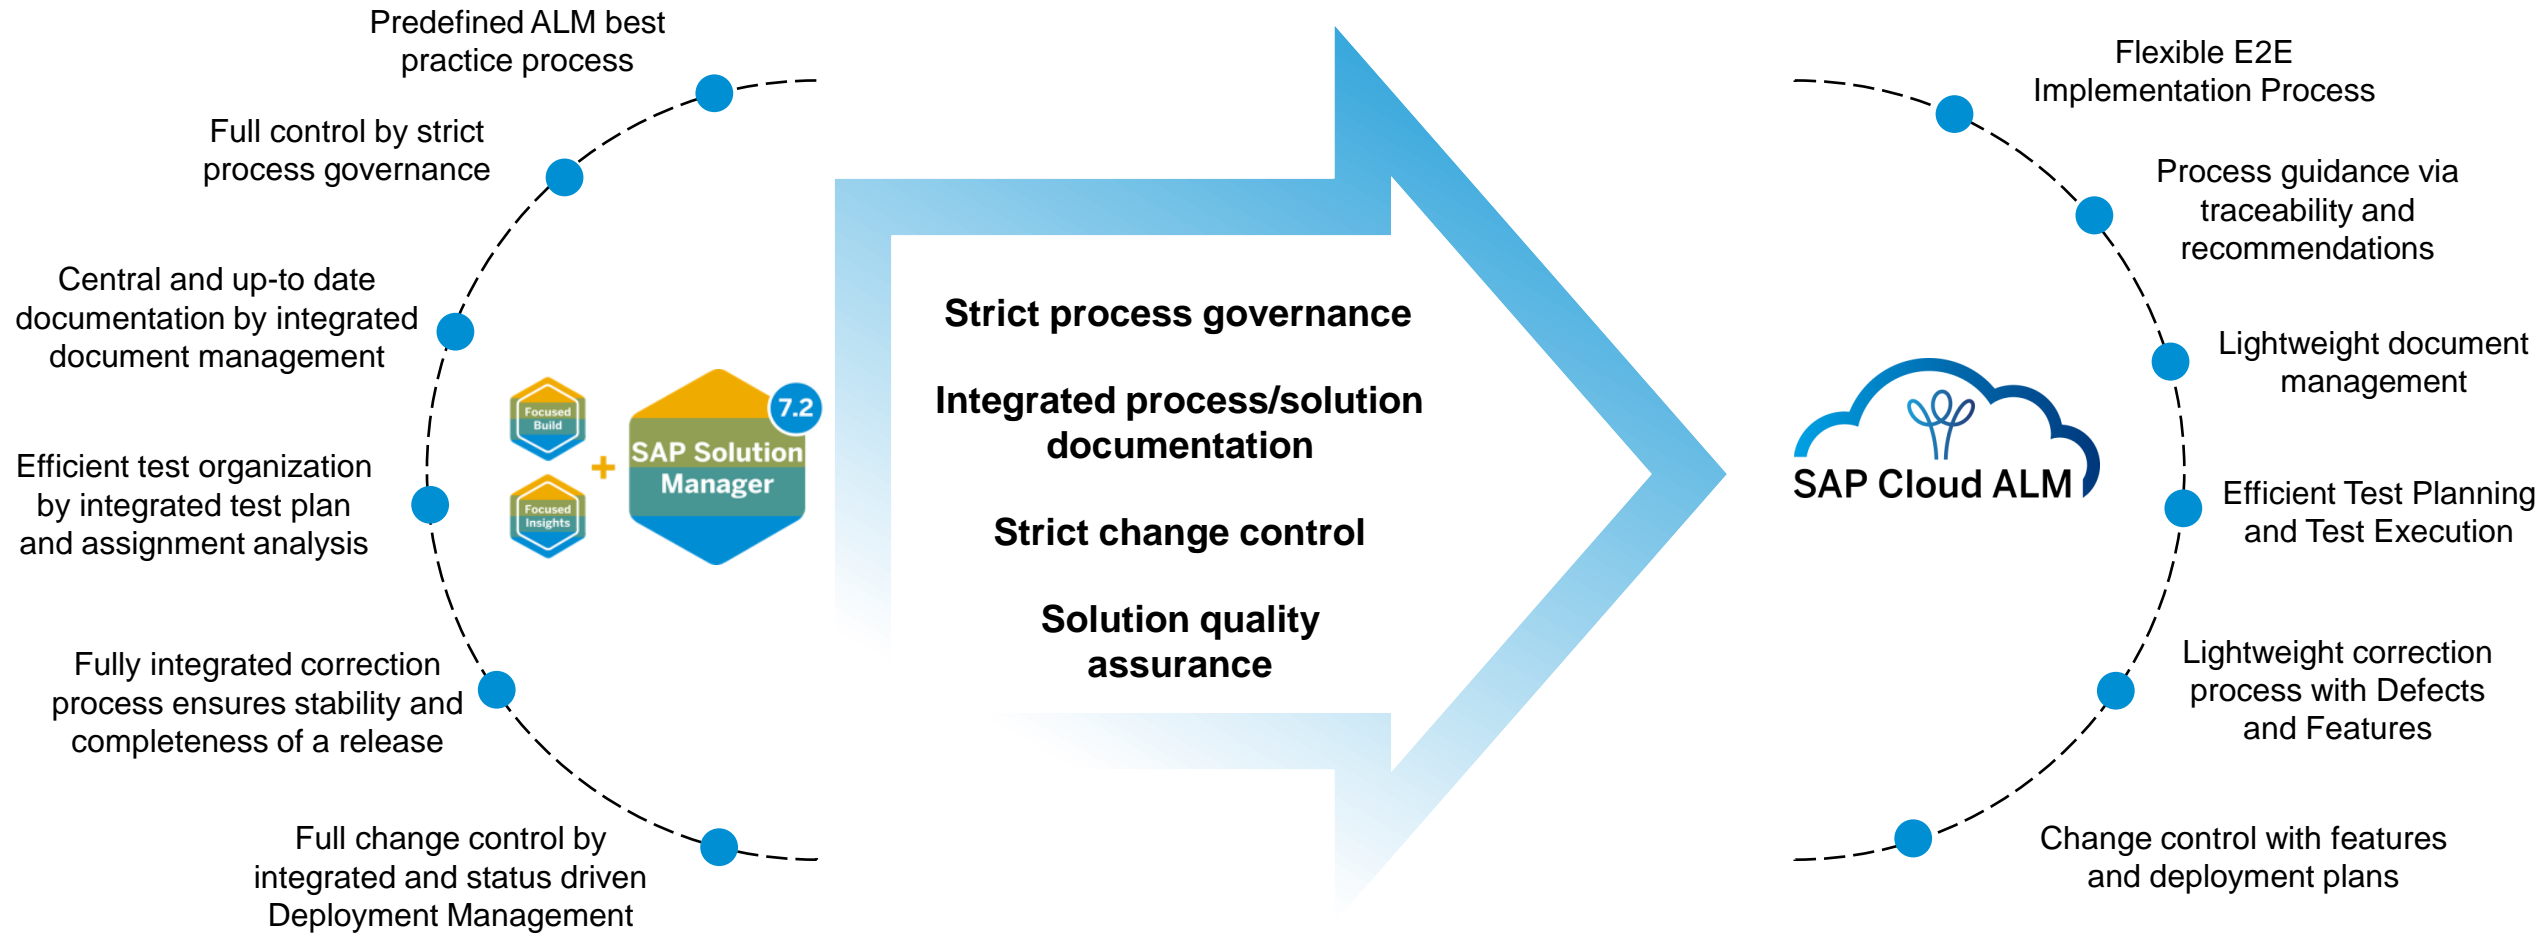 Predefined ALM best
practice process
Full control by strict
process governance
Central and up-to date
documentation by integrated
document management
Efficient test organization
by integrated test plan
and assignment analysis
Fully integrated correction
process ensures stability and
completeness of a release
Full change control by
integrated and status driven
Deployment Management
Focused
Build
Focused
Insights
+
7.2
SAP Solution
Manager
Strict process governance
Integrated process/solution
documentation
Strict change control
Solution quality
assurance
SAP Cloud ALM
Flexible E2E
Implementation Process
Process guidance via
traceability and
recommendations
Lightweight document
management
Efficient Test Planning
and Test Execution
Lightweight correction
process with Defects
and Features
Change control with features
and deployment plans